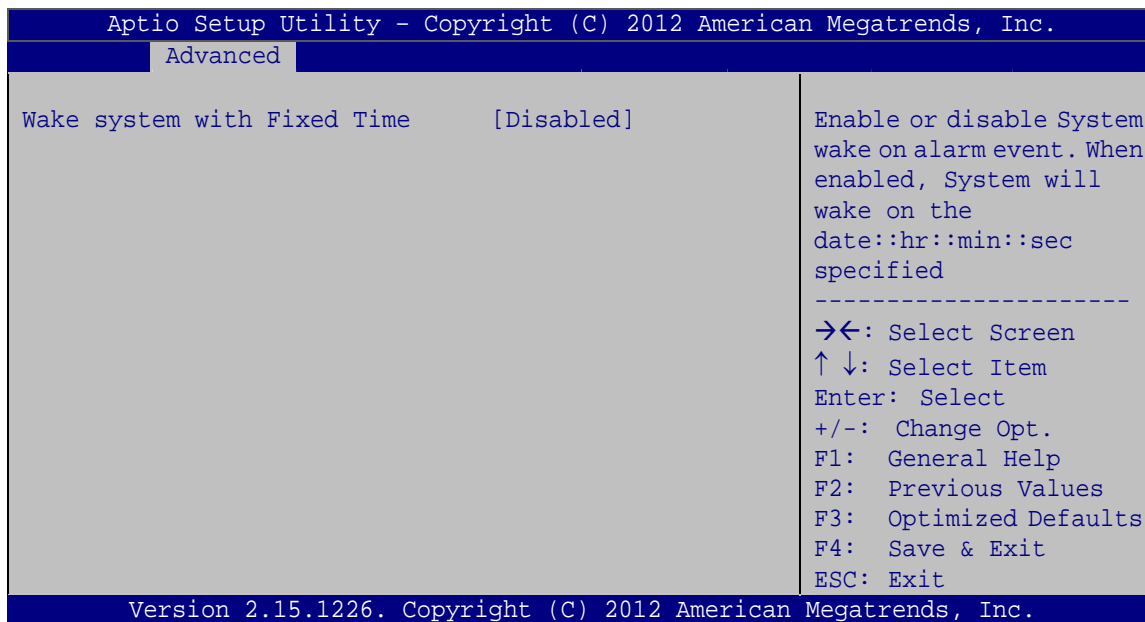 Aptio Setup Utility – Copyright (C) 2012 American Megatrends, Inc.
Advanced
Wake system with Fixed Time [Disabled]
Enable or disable System
wake on alarm event. When
enabled, System will
wake on the
date::hr::min::sec
specified
----------------------
→←: Select Screen
↑ ↓: Select Item
Enter: Select
+/-: Change Opt.
F1: General Help
F2: Previous Values
F3: Optimized Defaults
F4: Save & Exit
ESC: Exit
Version 2.15.1226. Copyright (C) 2012 American Megatrends, Inc.